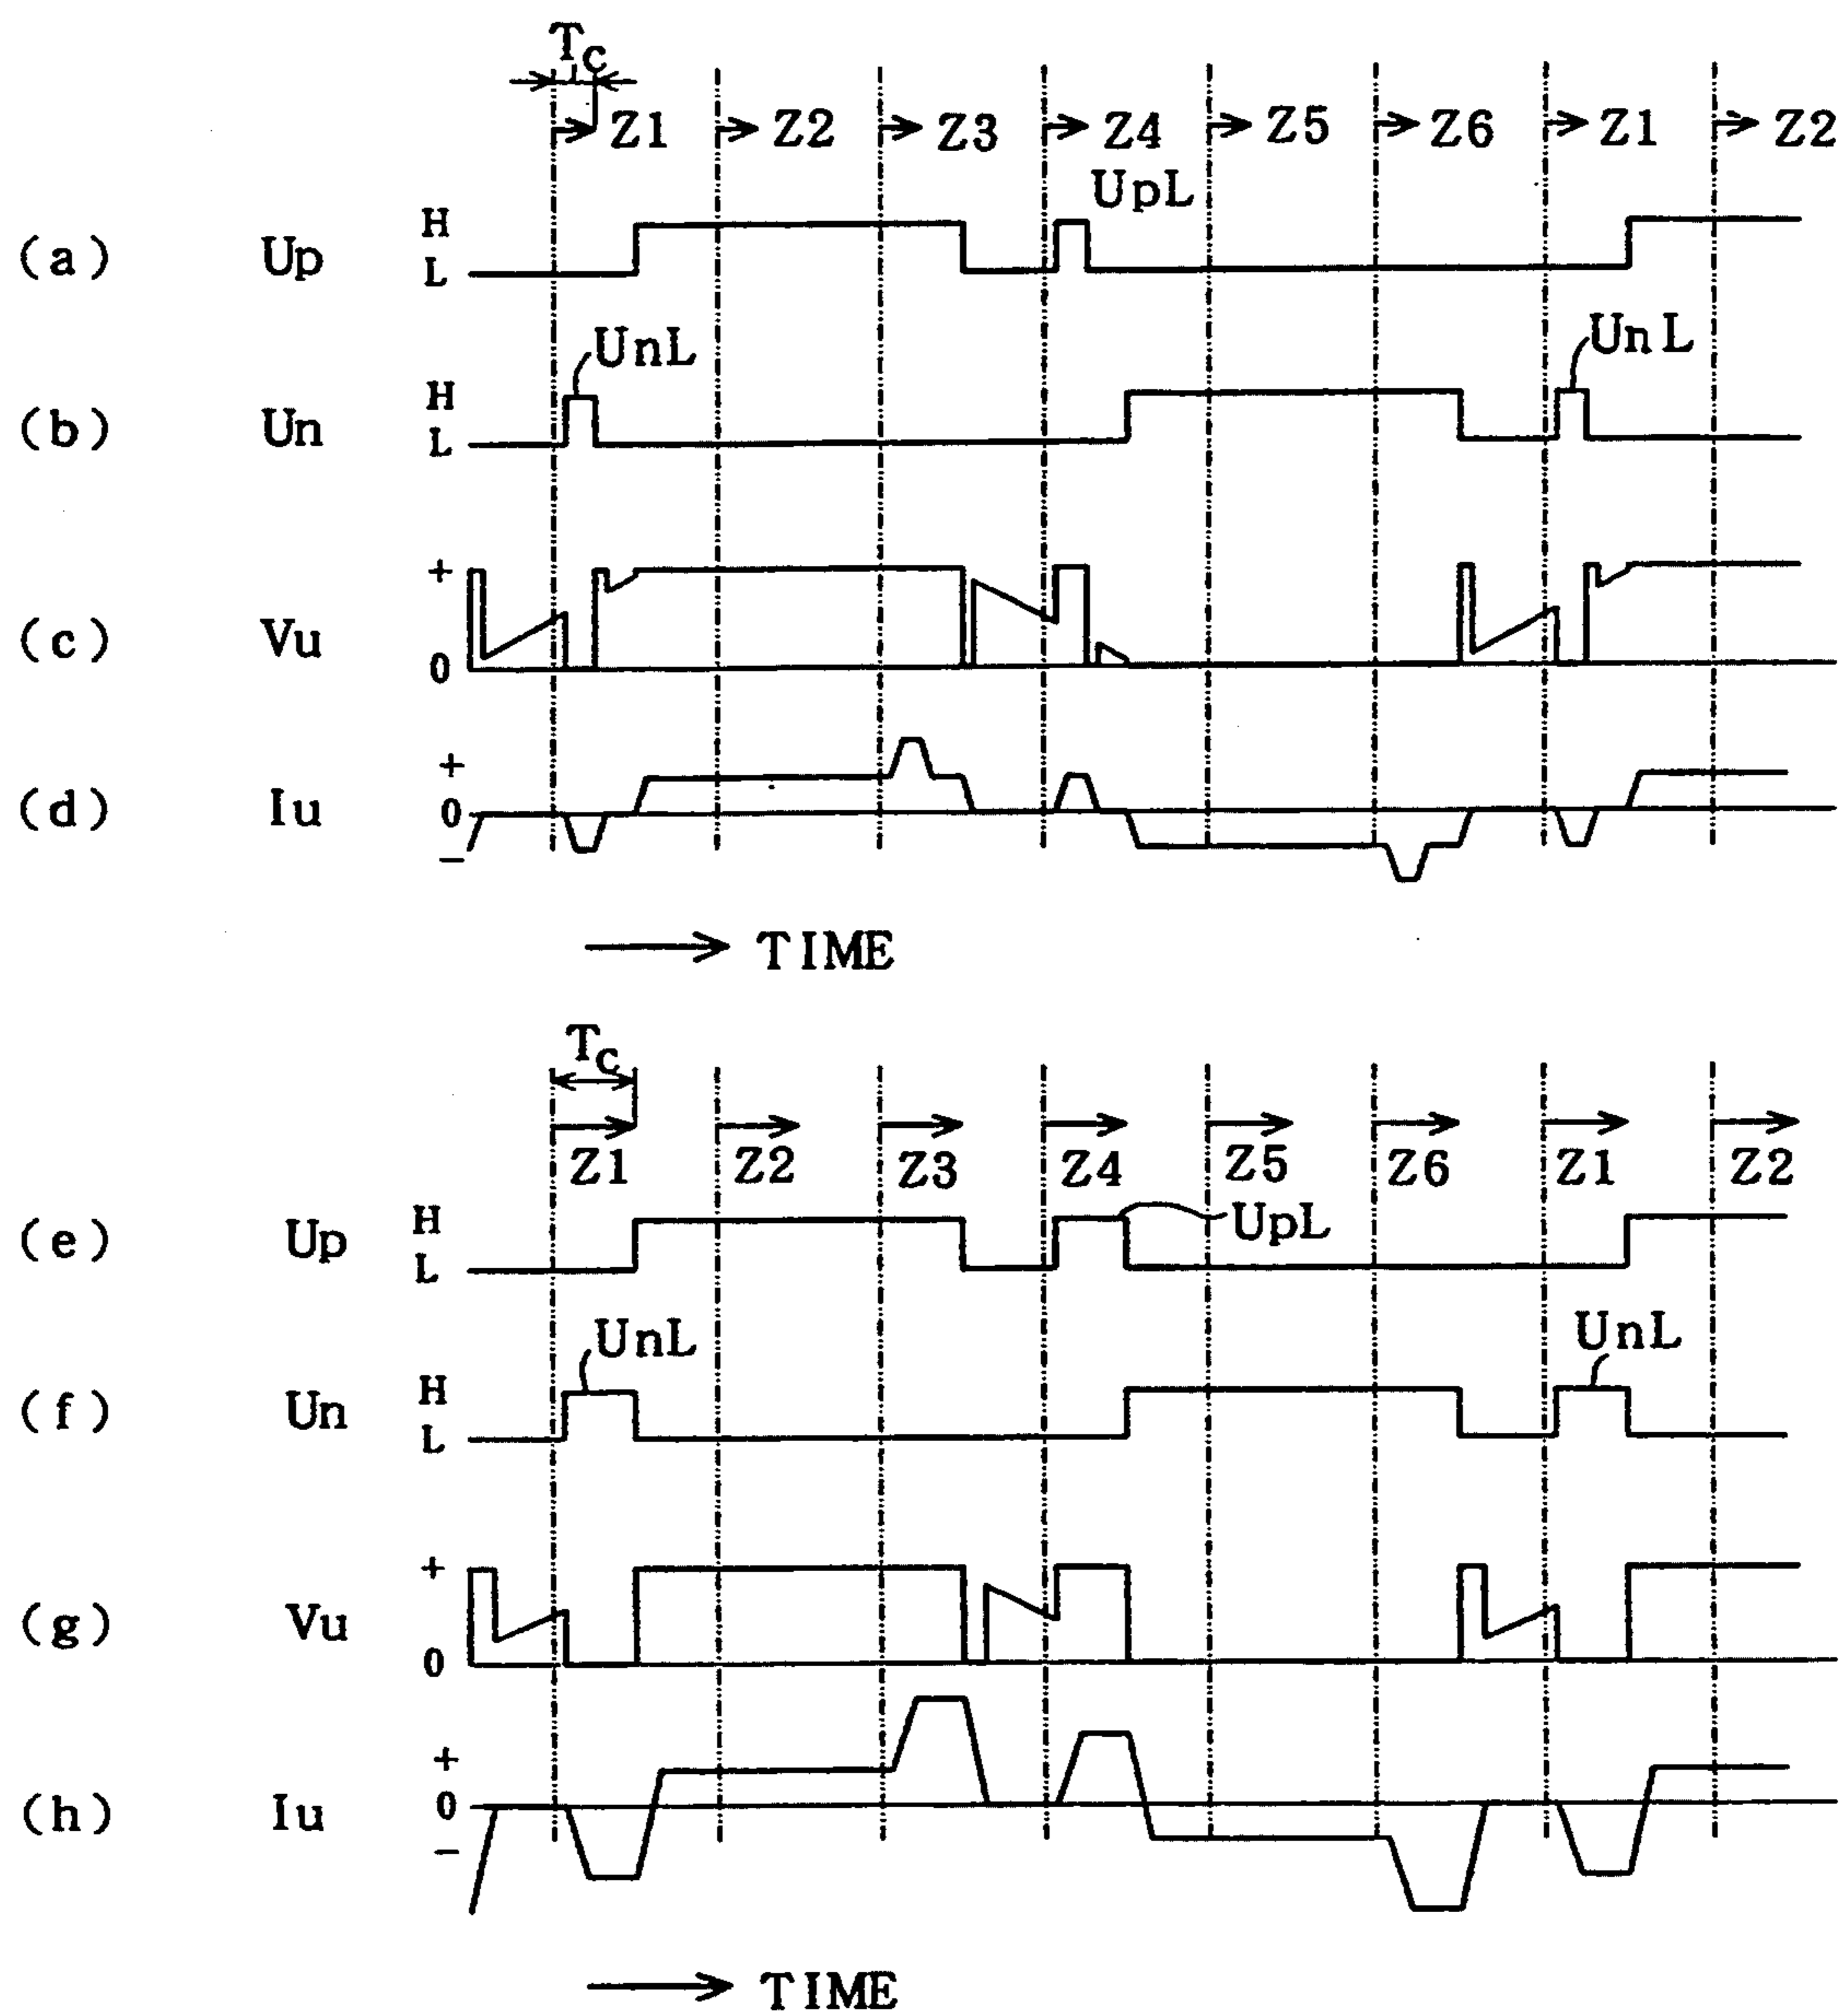 Tc
Z1 Z2 Z3 Z4 Z5 Z6 Z1 Z2
UpL
(a) Up H L
UnL UnL
(b) Un H L
(c) Vu + 0
(d) Iu + 0 −
TIME
Tc
Z1 Z2 Z3 Z4 Z5 Z6 Z1 Z2
(e) Up H L UpL
UnL UnL
(f) Un H L
(g) Vu + 0
(h) Iu + 0 −
TIME